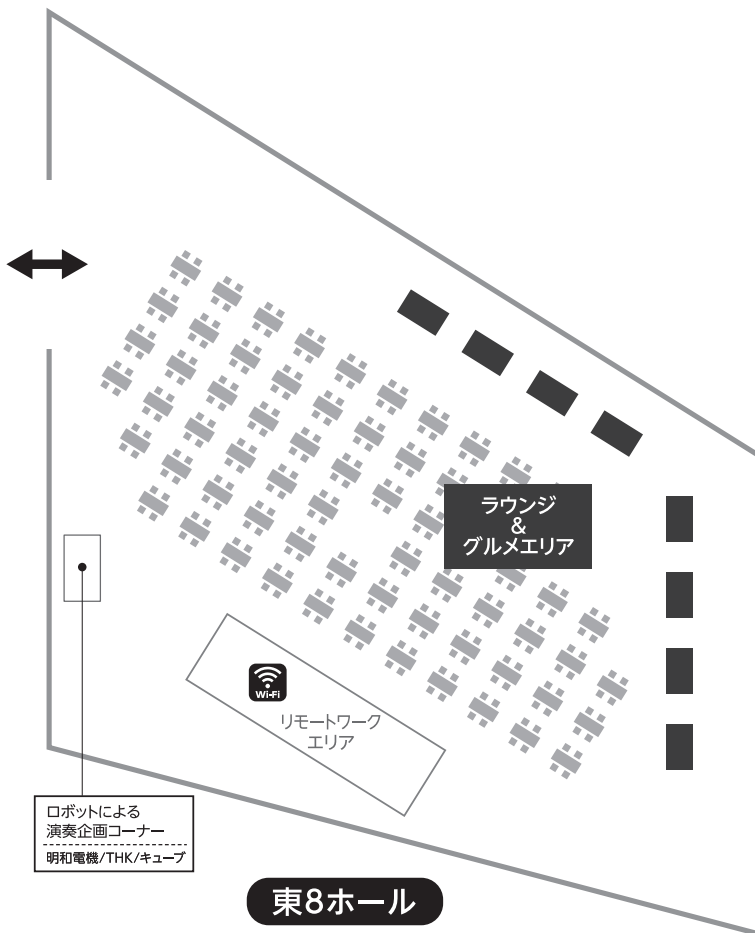 ラウンジ
&
グルメエリア
Wi-Fi
リモートワーク
エリア
ロボットによる
演奏企画コーナー
明和電機/THK/キューブ
東8ホール